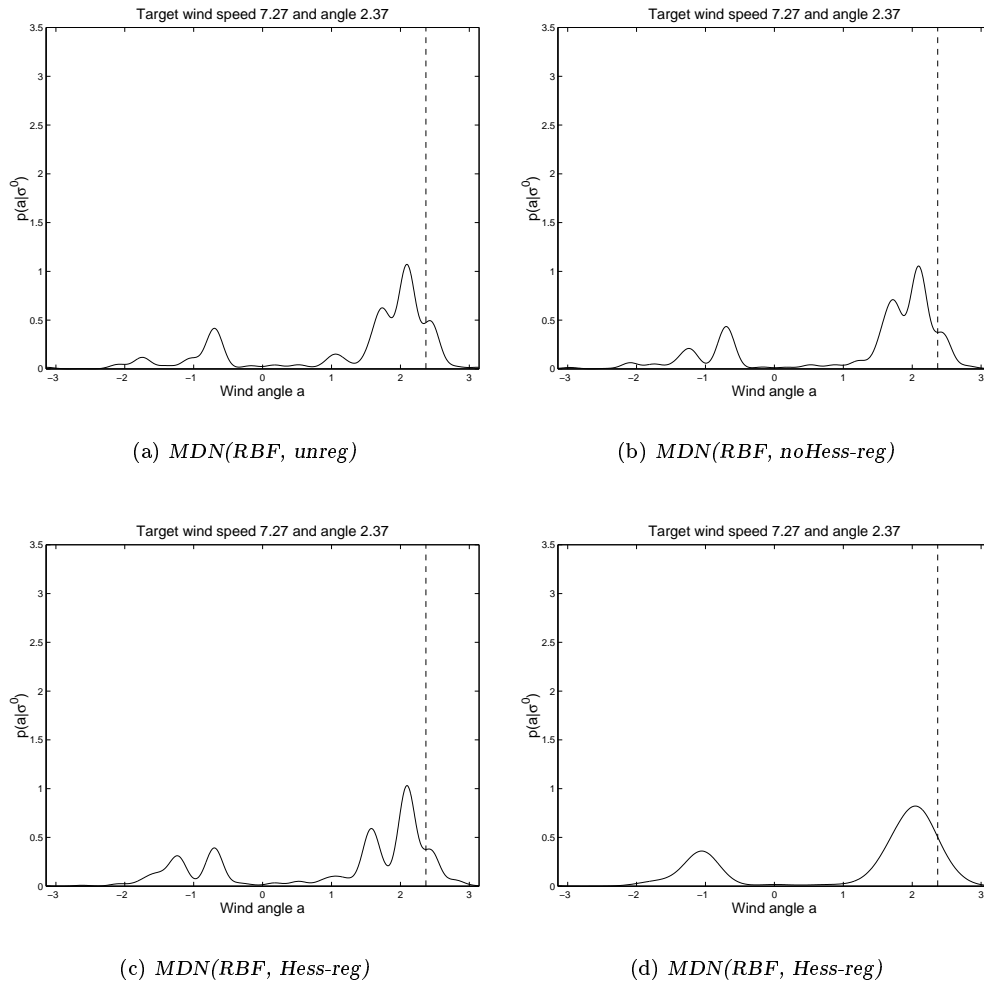 Target wind speed 7.27 and angle 2.37
3.5
3
2.5
2
1.5
1
0.5
0
p(a|σ⁰)
−3 −2 −1 0 1 2 3
Wind angle a
(a) MDN(RBF, unreg)
Target wind speed 7.27 and angle 2.37
3.5
3
2.5
2
1.5
1
0.5
0
p(a|σ⁰)
−3 −2 −1 0 1 2 3
Wind angle a
(b) MDN(RBF, noHess-reg)
Target wind speed 7.27 and angle 2.37
3.5
3
2.5
2
1.5
1
0.5
0
p(a|σ⁰)
−3 −2 −1 0 1 2 3
Wind angle a
(c) MDN(RBF, Hess-reg)
Target wind speed 7.27 and angle 2.37
3.5
3
2.5
2
1.5
1
0.5
0
p(a|σ⁰)
−3 −2 −1 0 1 2 3
Wind angle a
(d) MDN(RBF, Hess-reg)